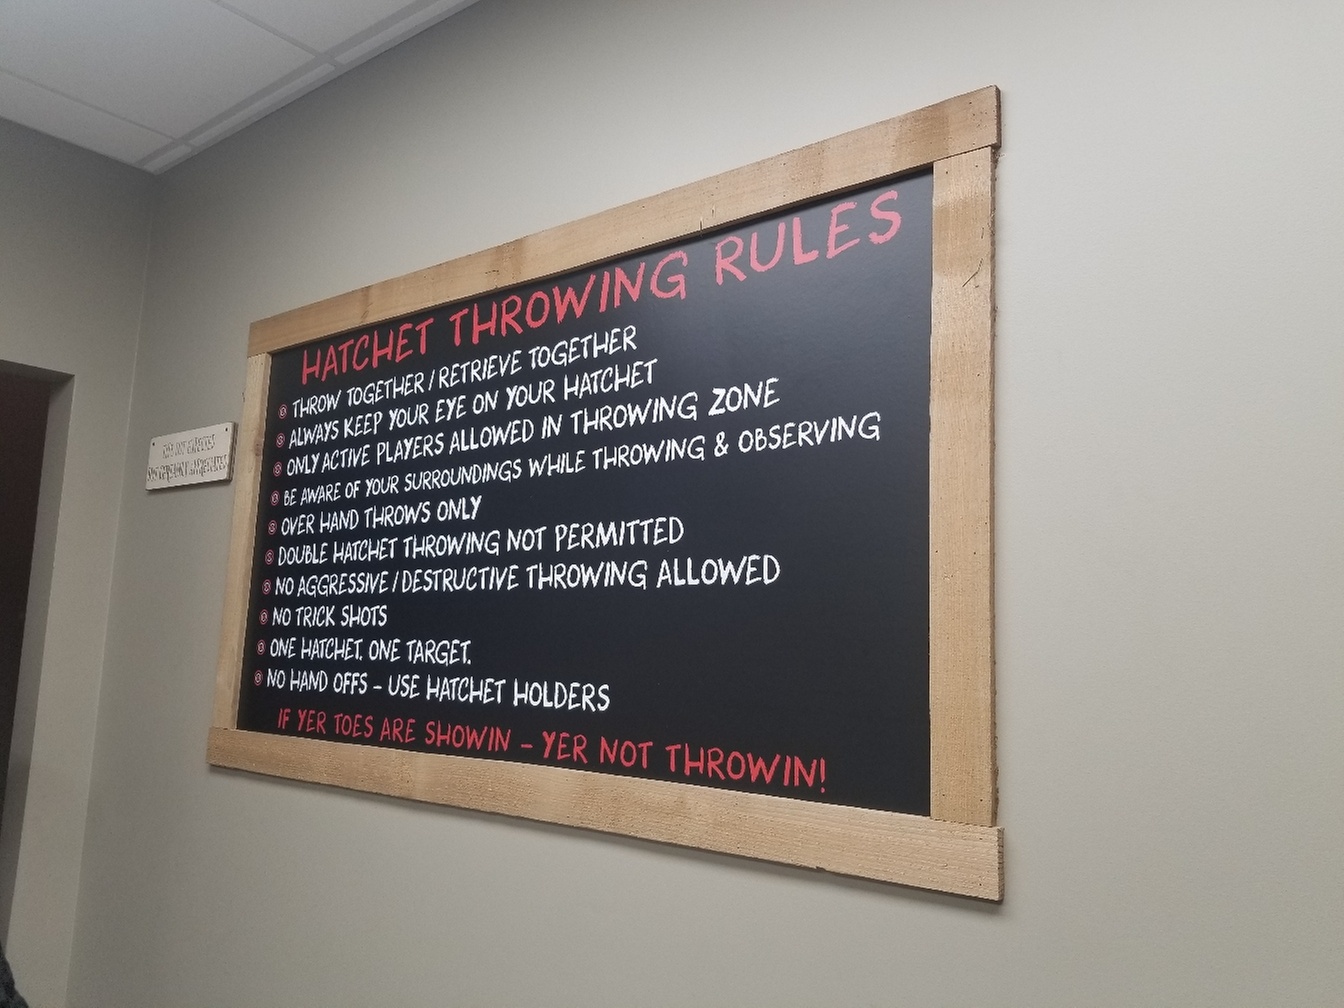 HATCHET THROWING RULES
THROW TOGETHER / RETRIEVE TOGETHER
ALWAYS KEEP YOUR EYE ON YOUR HATCHET
ONLY ACTIVE PLAYERS ALLOWED IN THROWING ZONE
BE AWARE OF YOUR SURROUNDINGS WHILE THROWING & OBSERVING
OVER HAND THROWS ONLY
DOUBLE HATCHET THROWING NOT PERMITTED
NO AGGRESSIVE / DESTRUCTIVE THROWING ALLOWED
NO TRICK SHOTS
ONE HATCHET. ONE TARGET.
NO HAND OFFS - USE HATCHET HOLDERS
IF YER TOES ARE SHOWIN - YER NOT THROWIN!